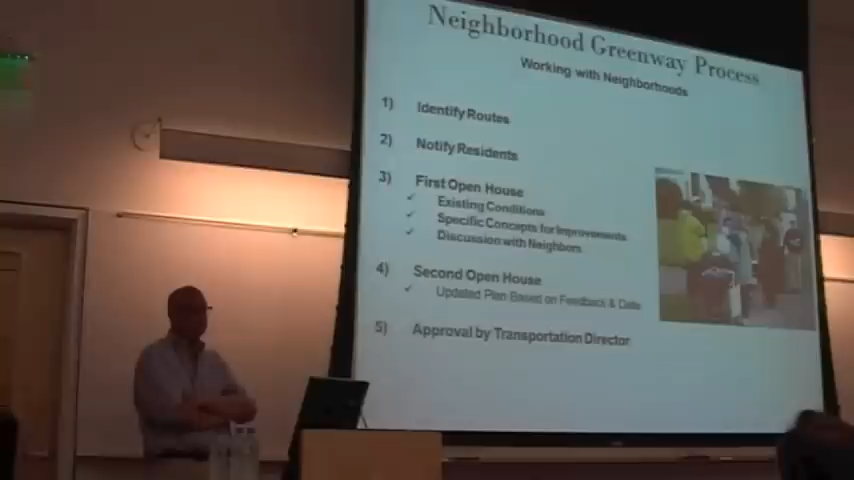 Neighborhood Greenway Process
Working with Neighborhoods
1) Identify Routes
2) Notify Residents
3) First Open House
✓ Existing Conditions
✓ Specific Concepts for Improvements
✓ Discussion with Neighbors
4) Second Open House
✓ Updated Plan Based on Feedback & Data
5) Approval by Transportation Director